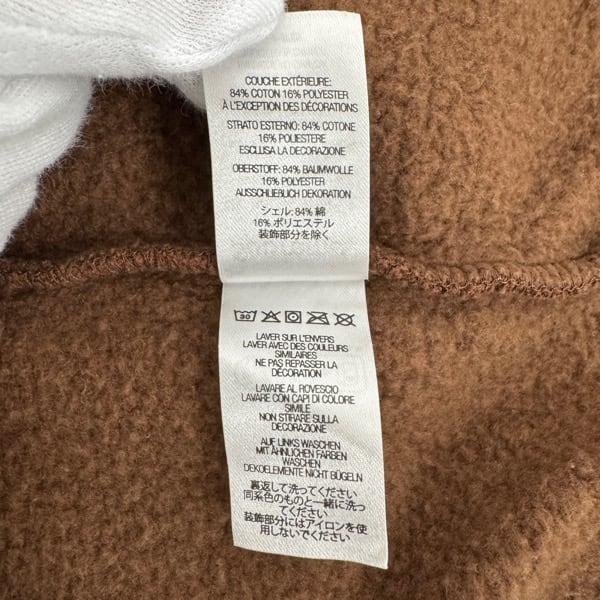 COUCHE EXTÉRIEURE:
84% COTON 16% POLYESTER
À L'EXCEPTION DES DÉCORATIONS
STRATO ESTERNO: 84% COTONE
16% POLIESTERE
ESCLUSA LA DECORAZIONE
OBERSTOFF: 84% BAUMWOLLE
16% POLYESTER
AUSSCHLIEßLICH DEKORATION
シェル: 84% 綿
16% ポリエステル
装飾部分を除く
30
LAVER SUR L'ENVERS
LAVER AVEC DES COULEURS
SIMILAIRES
NE PAS REPASSER LA
DÉCORATION
LAVARE AL ROVESCIO
LAVARE CON CAPI DI COLORE
SIMILE
NON STIRARE SULLA
DECORAZIONE
AUF LINKS WASCHEN
MIT ÄHNLICHEN FARBEN
WASCHEN
DEKOELEMENTE NICHT BÜGELN
裏返して洗ってください
同系色のものと一緒に洗っ
てください
装飾部分にはアイロンを使
用しないでください